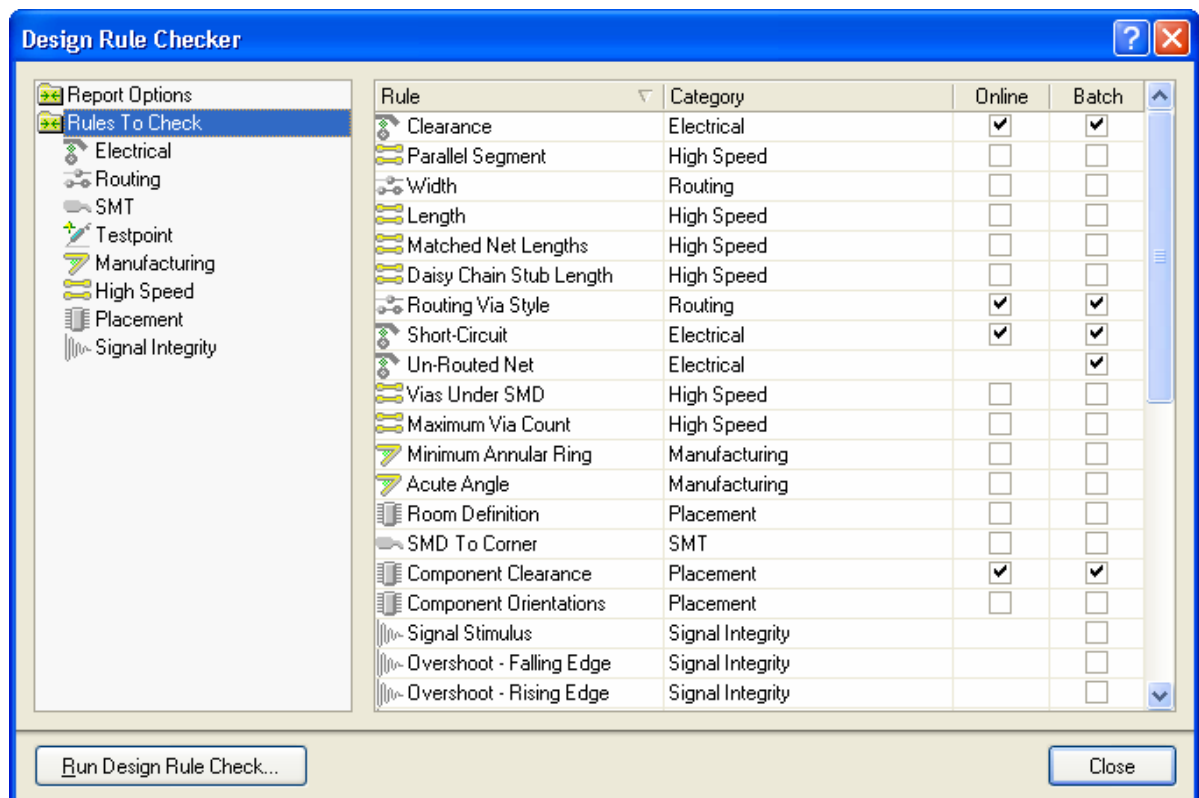 Design Rule Checker
Report Options
Rules To Check
Electrical
Routing
SMT
Testpoint
Manufacturing
High Speed
Placement
Signal Integrity
Rule Category Online Batch
Clearance Electrical
Parallel Segment High Speed
Width Routing
Length High Speed
Matched Net Lengths High Speed
Daisy Chain Stub Length High Speed
Routing Via Style Routing
Short-Circuit Electrical
Un-Routed Net Electrical
Vias Under SMD High Speed
Maximum Via Count High Speed
Minimum Annular Ring Manufacturing
Acute Angle Manufacturing
Room Definition Placement
SMD To Corner SMT
Component Clearance Placement
Component Orientations Placement
Signal Stimulus Signal Integrity
Overshoot - Falling Edge Signal Integrity
Overshoot - Rising Edge Signal Integrity
Run Design Rule Check... Close